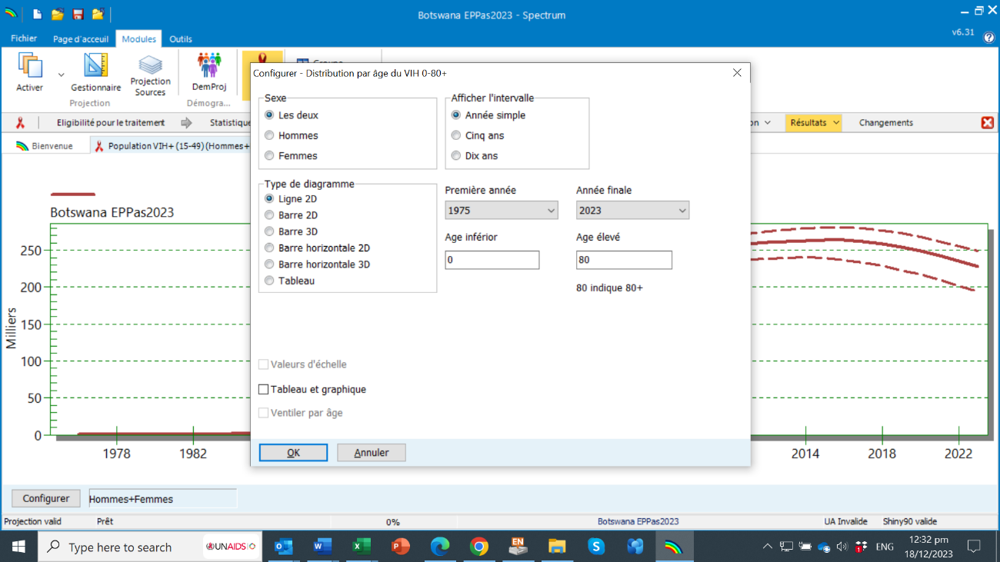 Botswana EPPas2023 - Spectrum
Fichier Page d'acceuil Modules Outils
v6.31
Activer
Gestionnaire
Projection Sources
DemProj
Projection
Démogra...
Configurer - Distribution par âge du VIH 0-80+
Eligibilité pour le traitement
Statistique
Résultats
Changements
Bienvenue
Population VIH+ (15-49) (Hommes+
Sexe
Les deux
Hommes
Femmes
Afficher l'intervalle
Année simple
Cinq ans
Dix ans
Type de diagramme
Ligne 2D
Barre 2D
Barre 3D
Barre horizontale 2D
Barre horizontale 3D
Tableau
Première année
1975
Année finale
2023
Age inférior
0
Age élevé
80
80 indique 80+
Valeurs d'échelle
Tableau et graphique
Ventiler par âge
OK
Annuler
Botswana EPPas2023
Milliers
250
200
150
100
50
0
1978 1982 2014 2018 2022
Configurer
Hommes+Femmes
Projection valid Prêt 0% Botswana EPPas2023 UA Invalide Shiny90 valide
Type here to search
UNAIDS
EN
ENG
12:32 pm
18/12/2023